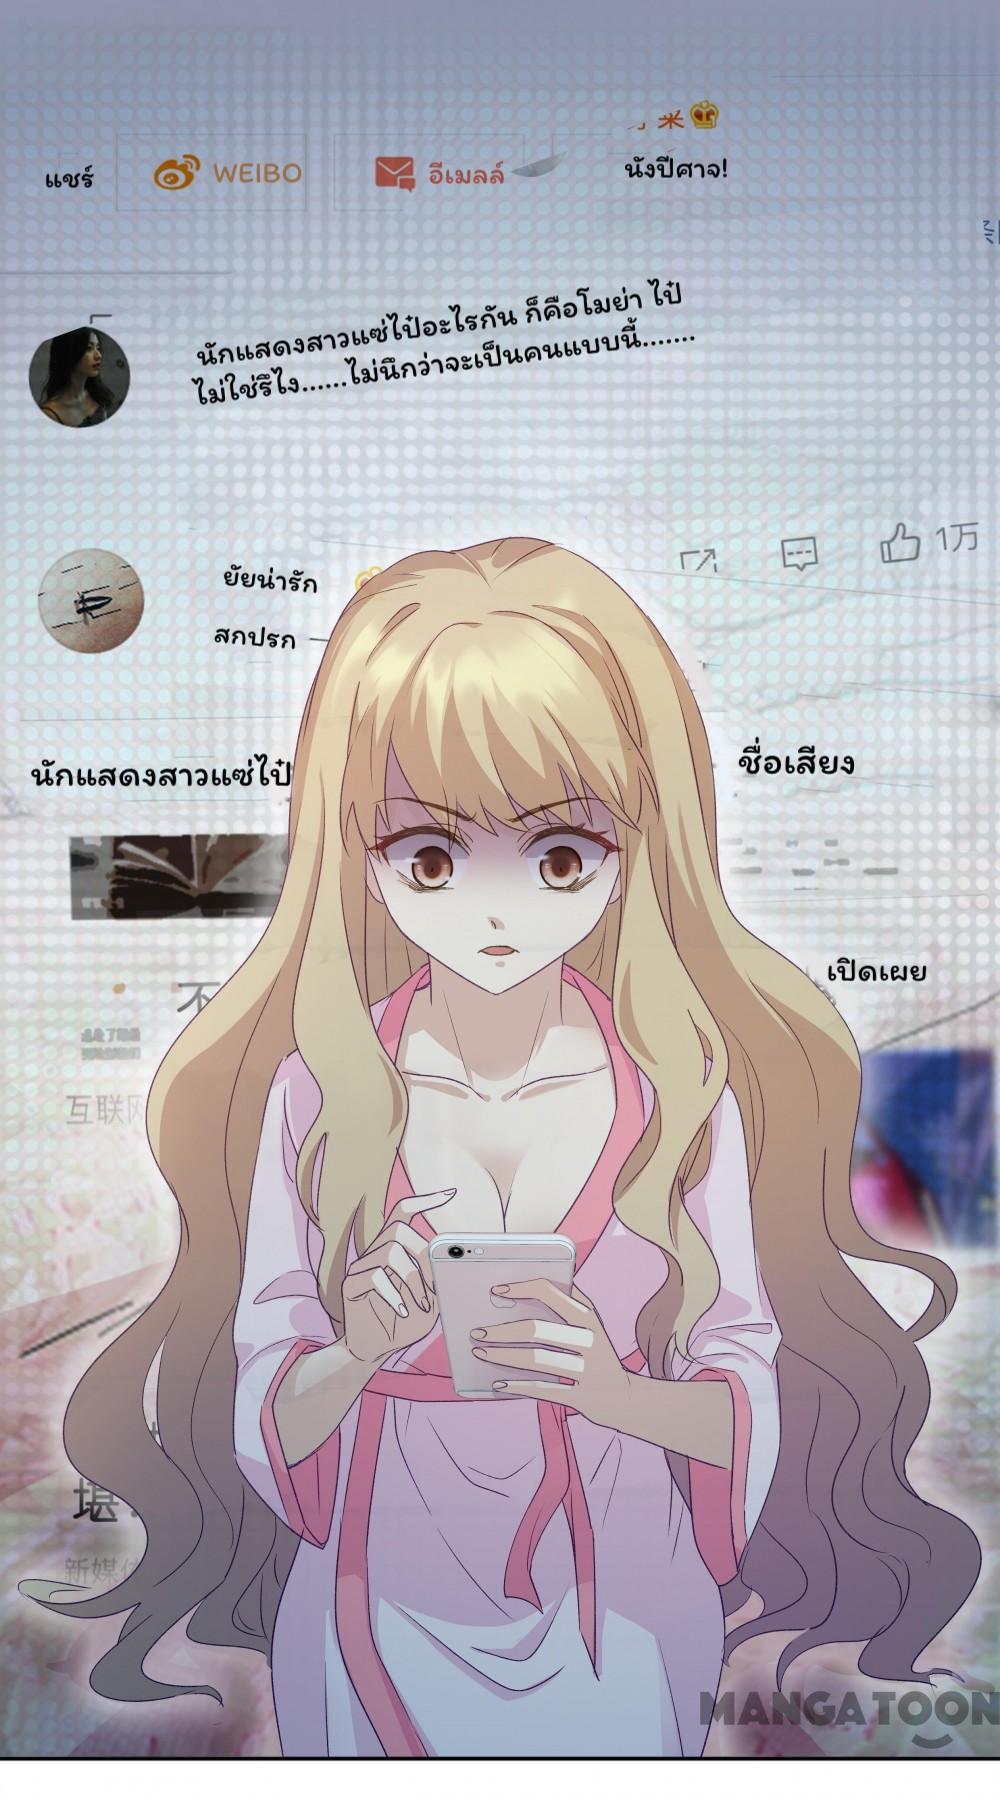 米
แชร์
WEIBO
อีเมลล์
นังปีศาจ!
นักแสดงสาวแซ่ไป๋อะไรกัน ก็คือโมย่า ไป๋
ไม่ใช่รึไง......ไม่นึกว่าจะเป็นคนแบบนี้.......
1万
ยัยน่ารัก
สกปรก
นักแสดงสาวแซ่ไป๋
ชื่อเสียง
เปิดเผย
不
互联
堪
新媒
MANGATOON